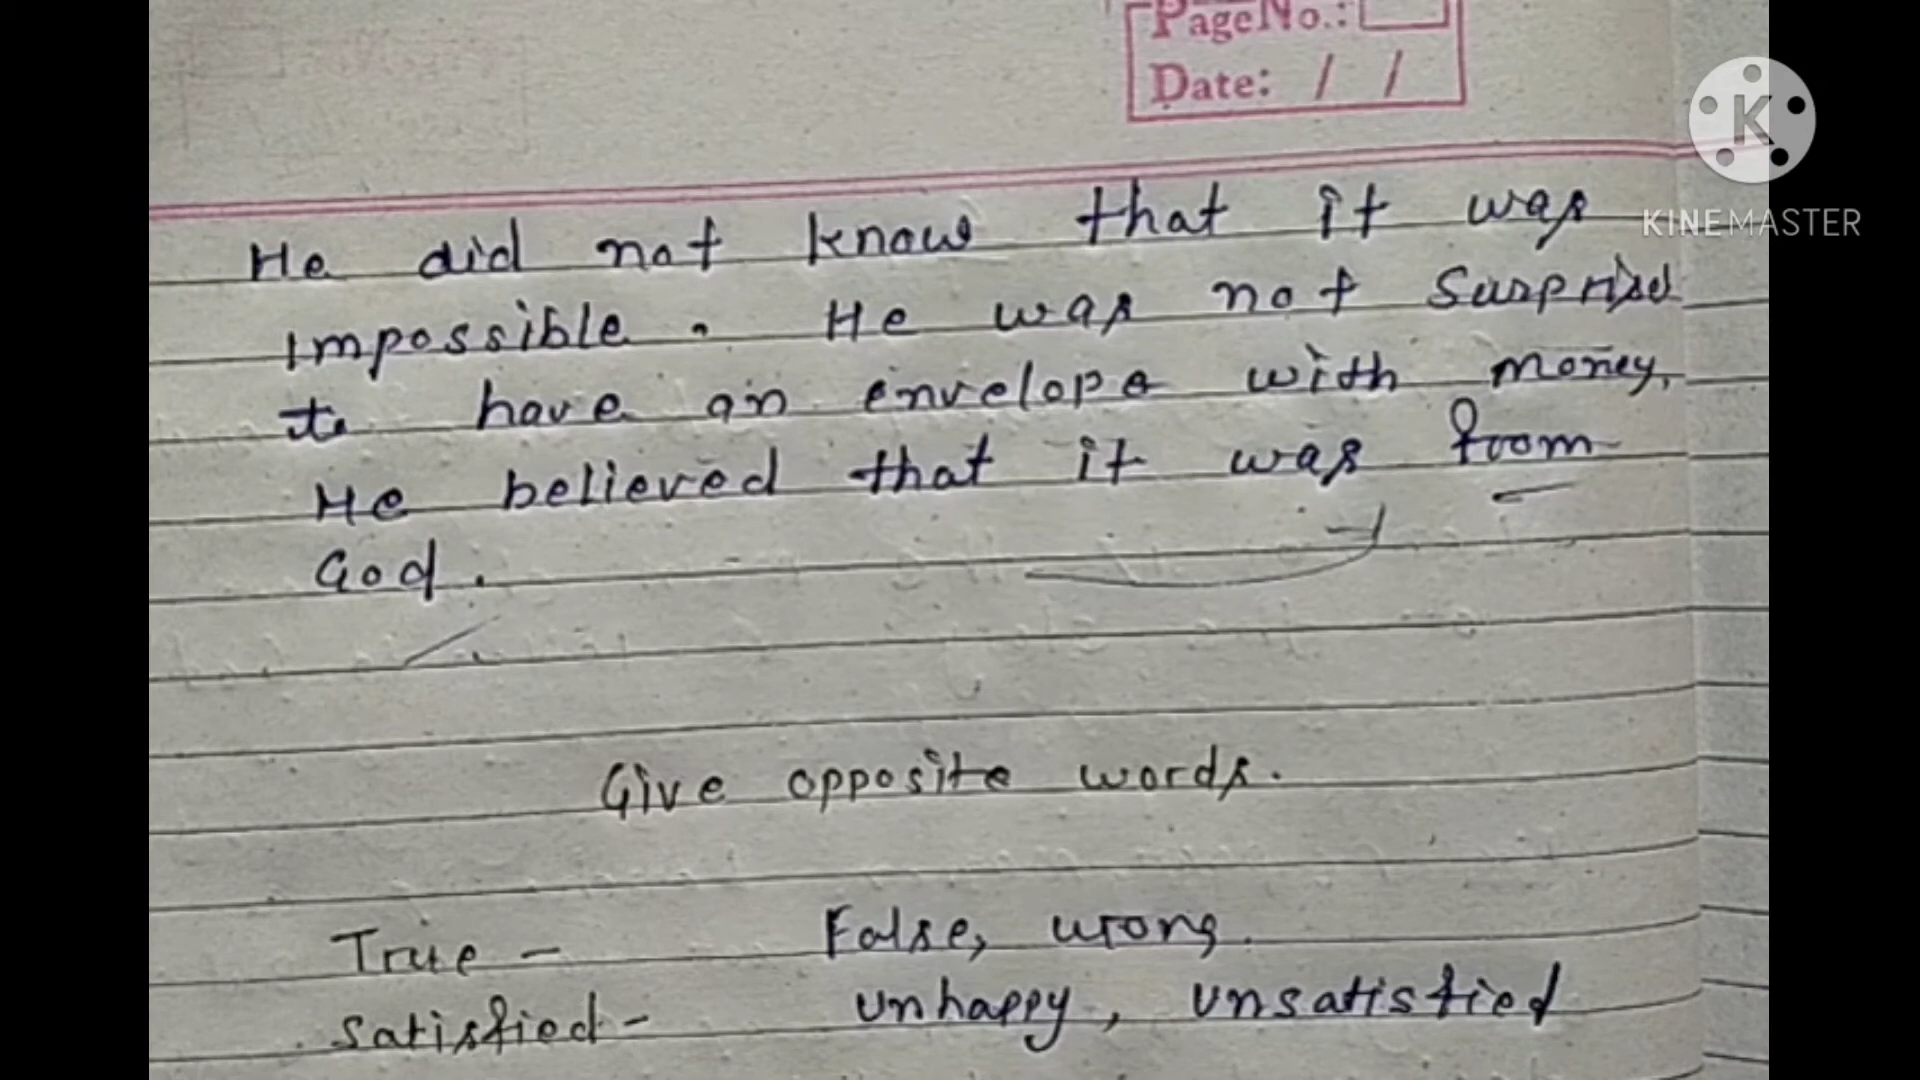 PageNo.:
Date: / /
KINEMASTER
He did not know that it was
impossible. He was not Surprised
to have an envelope with money.
He believed that it was from
God.
Give opposite words.
True - False, wrong.
Satisfied - unhappy, unsatisfied